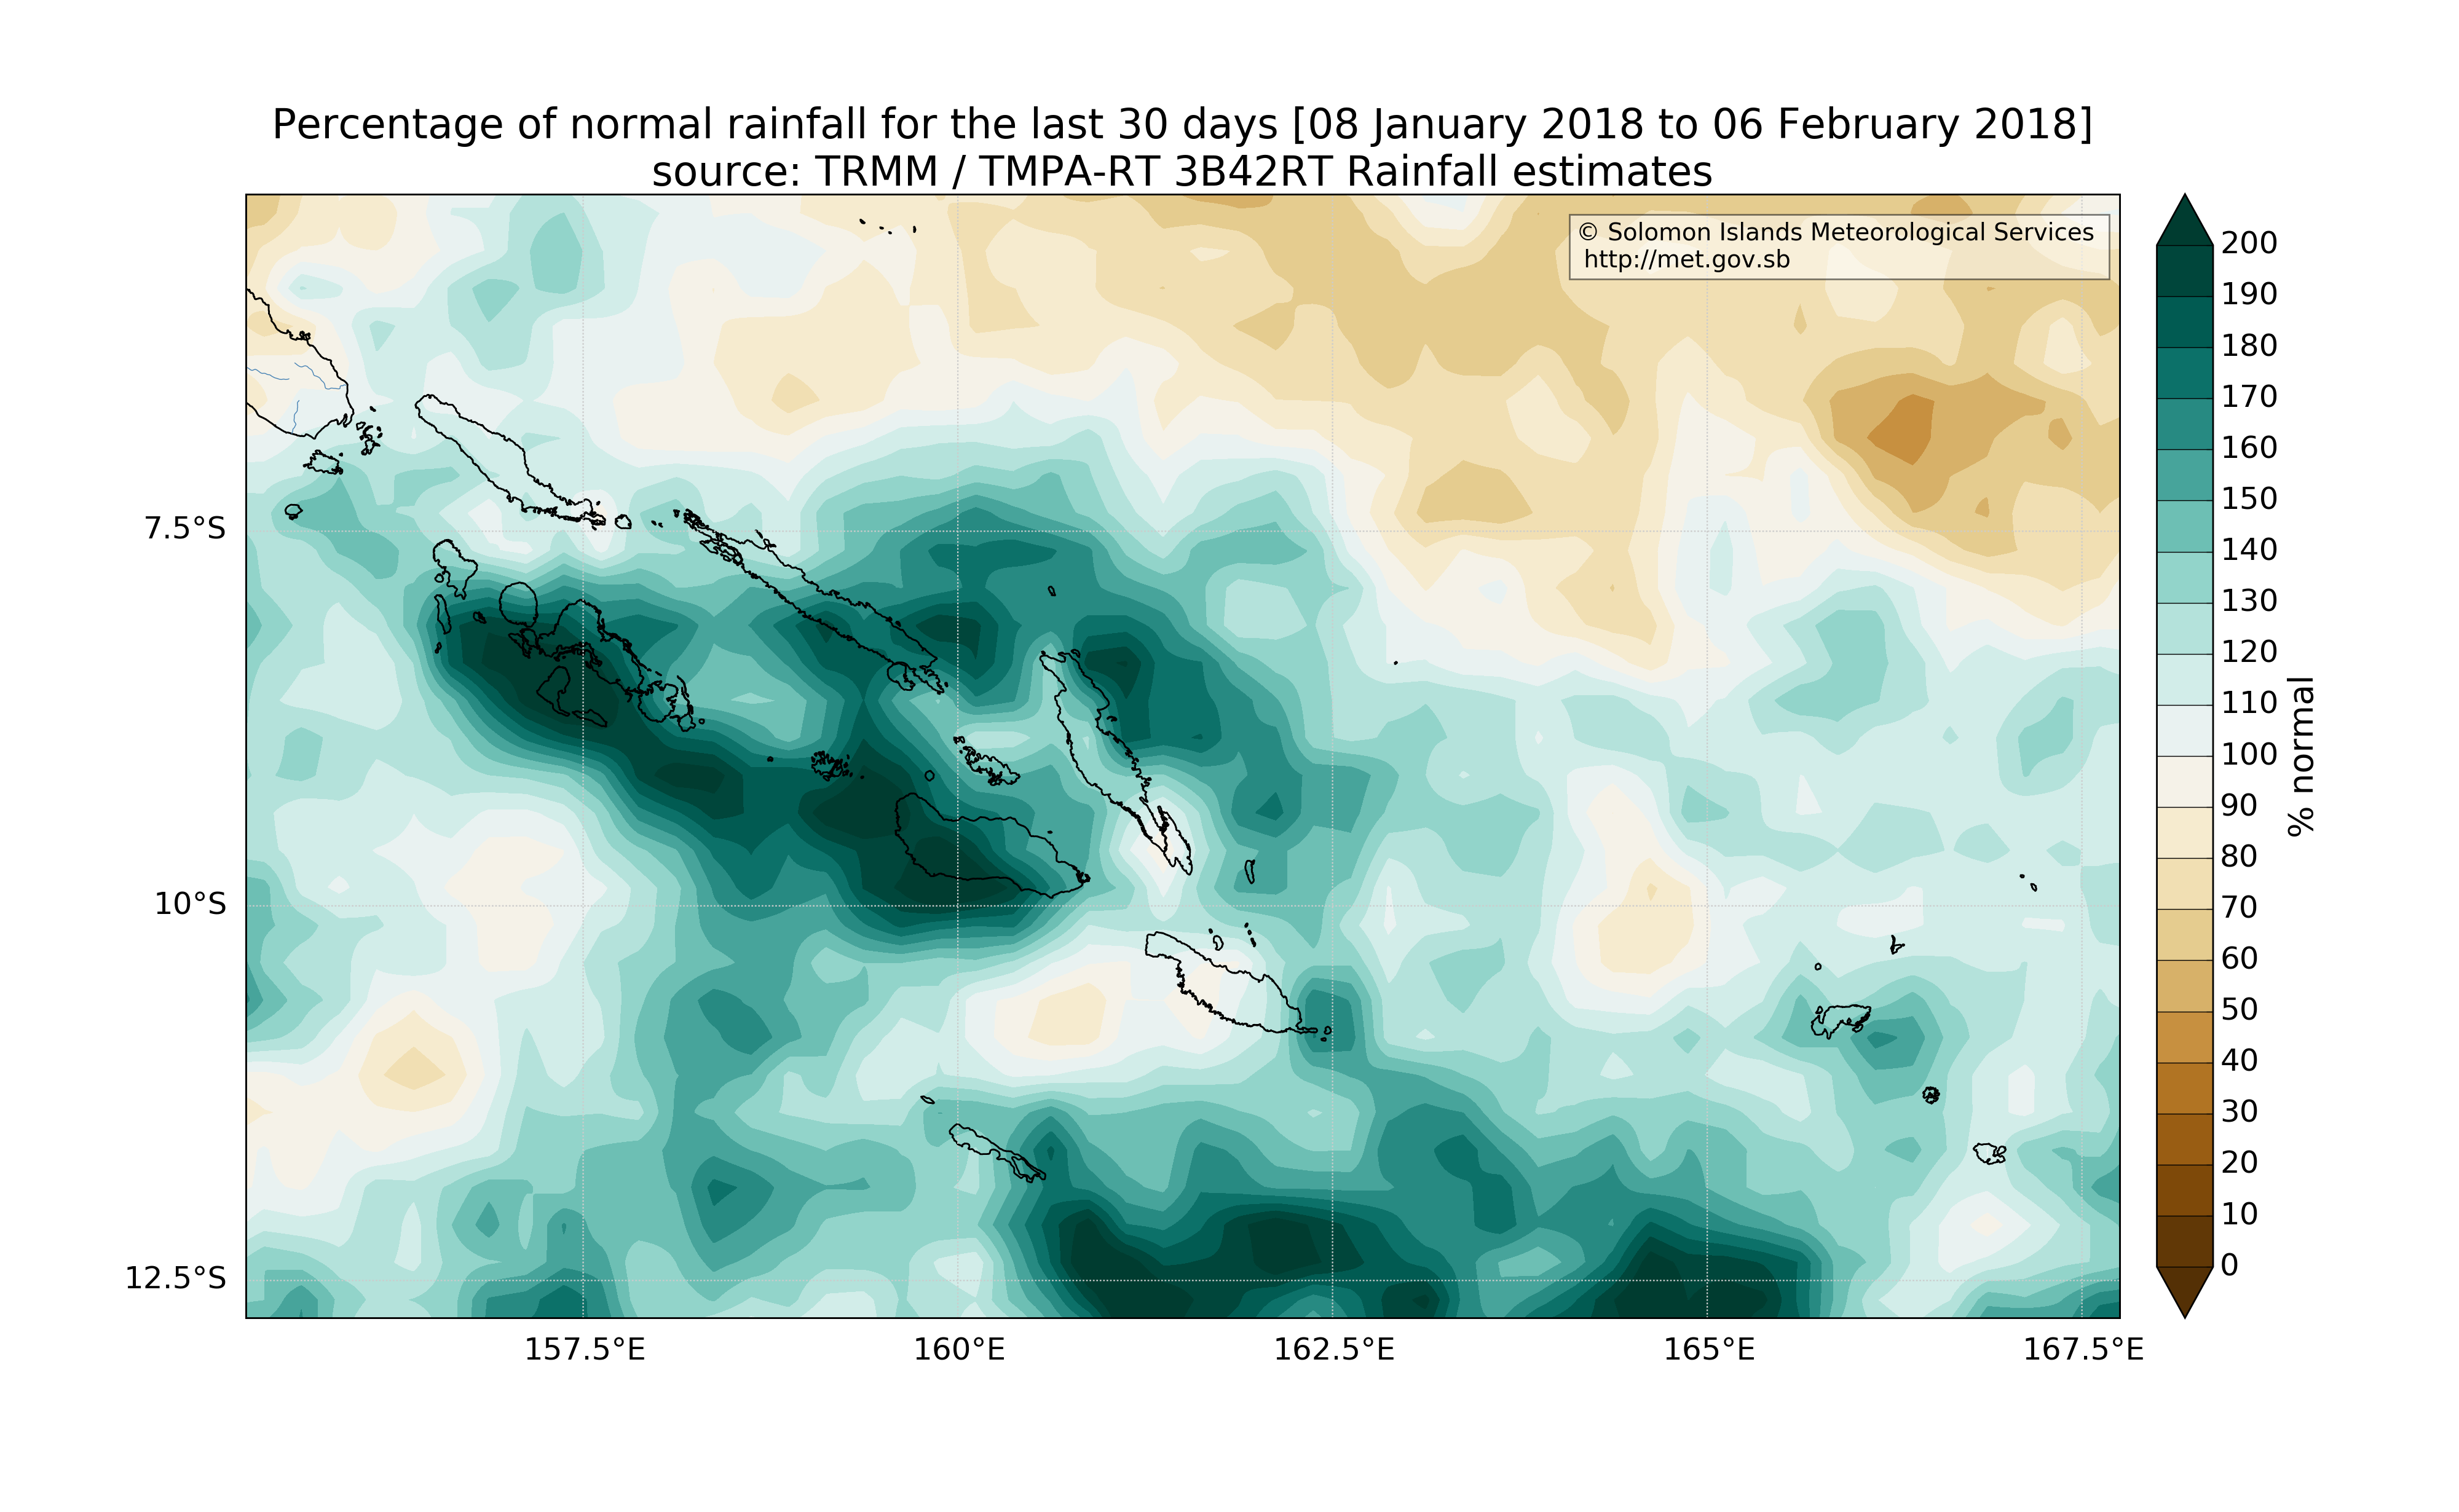 Percentage of normal rainfall for the last 30 days [08 January 2018 to 06 February 2018]
source: TRMM / TMPA-RT 3B42RT Rainfall estimates
© Solomon Islands Meteorological Services
http://met.gov.sb
7.5°S
10°S
12.5°S
157.5°E
160°E
162.5°E
165°E
167.5°E
200
190
180
170
160
150
140
130
120
110
100
90
80
70
60
50
40
30
20
10
0
% normal